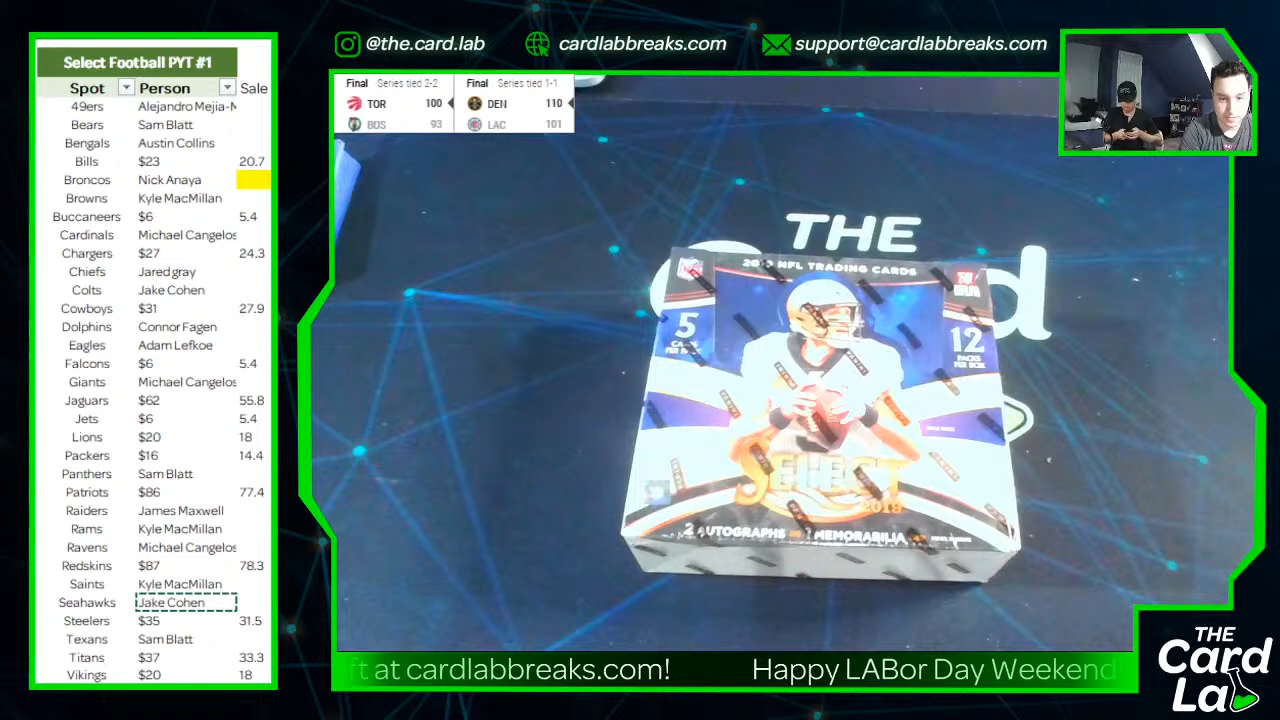 @the.card.lab
cardlabbreaks.com
support@cardlabbreaks.com
Select Football PYT #1
Spot Person Sale
49ers Alejandro Mejia-M
Bears Sam Blatt
Bengals Austin Collins
Bills $23 20.7
Broncos Nick Anaya
Browns Kyle MacMillan
Buccaneers $6 5.4
Cardinals Michael Cangelos
Chargers $27 24.3
Chiefs Jared gray
Colts Jake Cohen
Cowboys $31 27.9
Dolphins Connor Fagen
Eagles Adam Lefkoe
Falcons $6 5.4
Giants Michael Cangelos
Jaguars $62 55.8
Jets $6 5.4
Lions $20 18
Packers $16 14.4
Panthers Sam Blatt
Patriots $86 77.4
Raiders James Maxwell
Rams Kyle MacMillan
Ravens Michael Cangelos
Redskins $87 78.3
Saints Kyle MacMillan
Seahawks Jake Cohen
Steelers $35 31.5
Texans Sam Blatt
Titans $37 33.3
Vikings $20 18
Final Series tied 2-2
TOR 100
BOS 93
Final Series tied 1-1
DEN 110
LAC 101
THE
d
NFL TRADING CARDS
5
12
PACKS
PER BOX
SELECT
2019
2 AUTOGRAPHS MEMORABILIA
ft at cardlabbreaks.com! Happy LABor Day Weekend
THE
Card
Lab